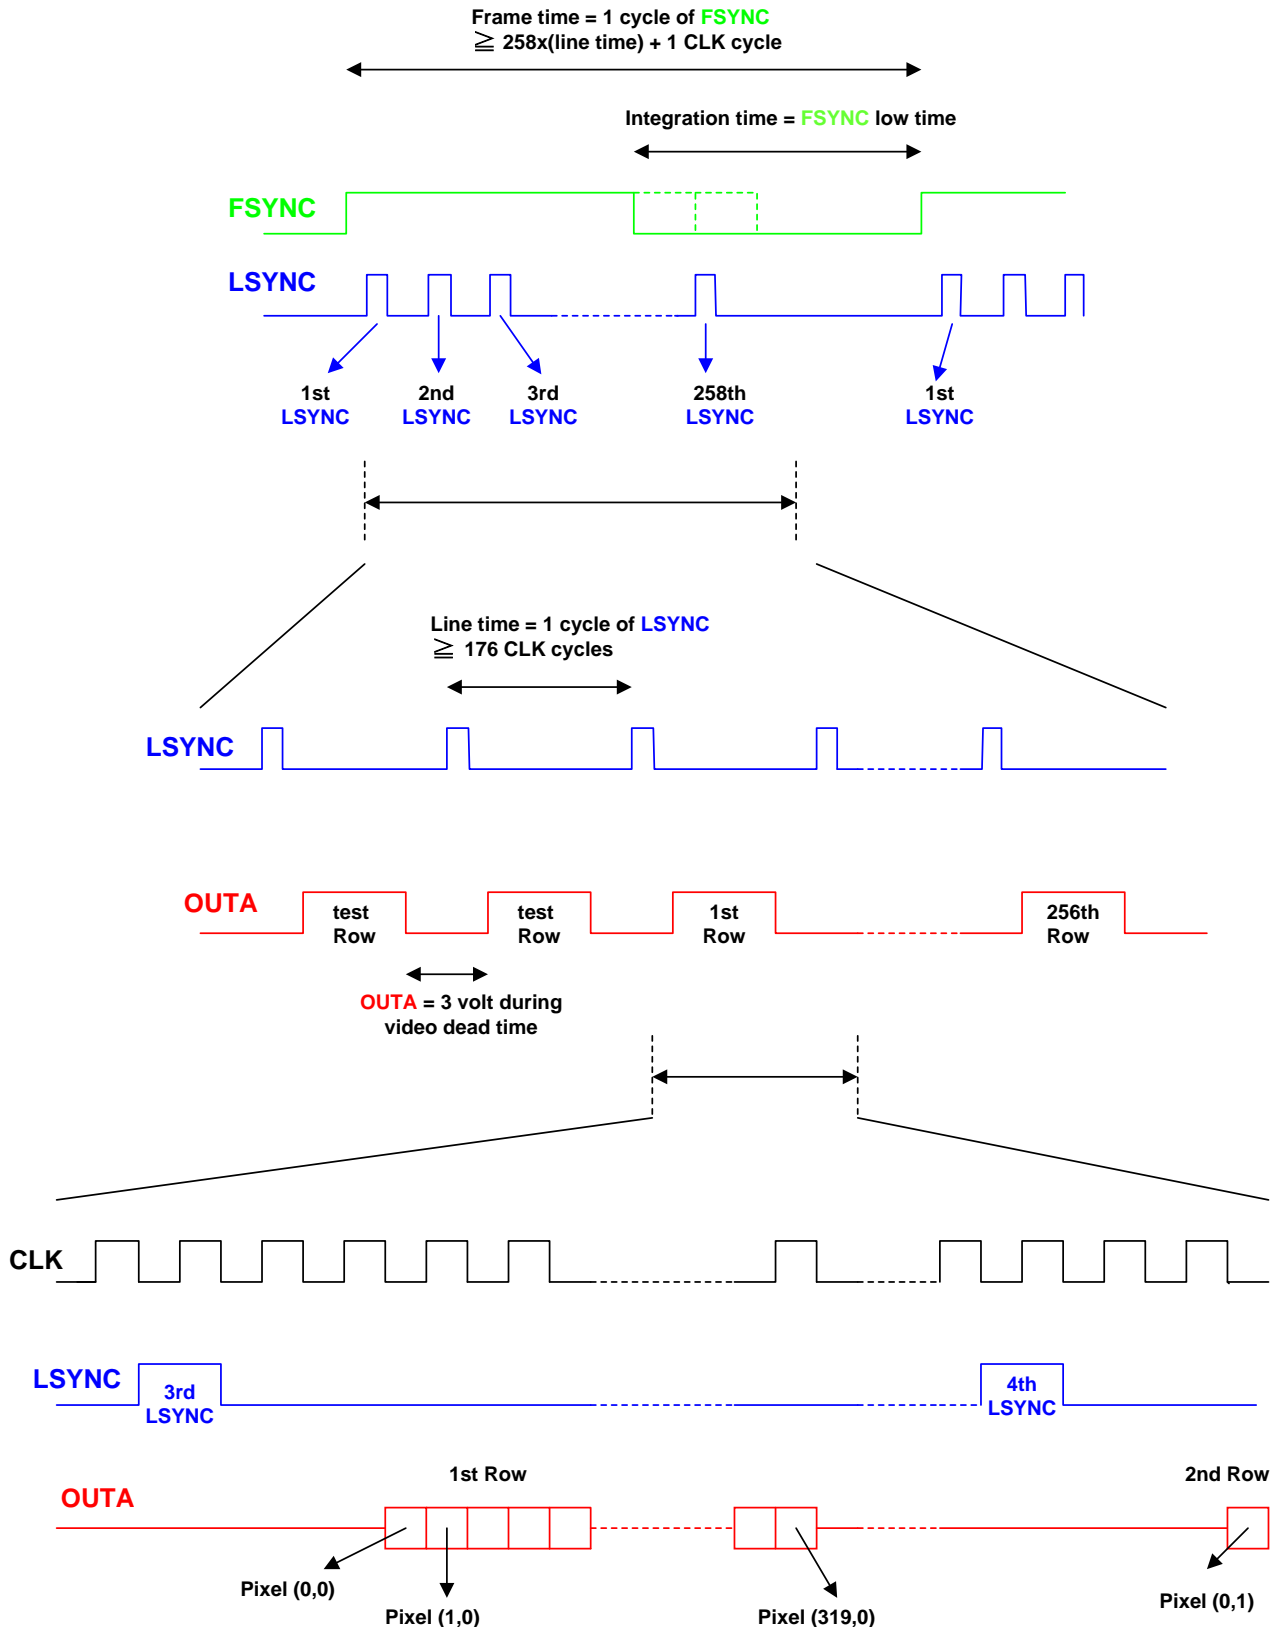 Frame time = 1 cycle of FSYNC
≧ 258x(line time) + 1 CLK cycle
Integration time = FSYNC low time
FSYNC
LSYNC
1st
LSYNC
2nd
LSYNC
3rd
LSYNC
258th
LSYNC
1st
LSYNC
Line time = 1 cycle of LSYNC
≧ 176 CLK cycles
LSYNC
OUTA
test
Row
test
Row
1st
Row
256th
Row
OUTA = 3 volt during
video dead time
CLK
LSYNC
3rd
LSYNC
4th
LSYNC
1st Row
2nd Row
OUTA
Pixel (0,0)
Pixel (1,0)
Pixel (319,0)
Pixel (0,1)